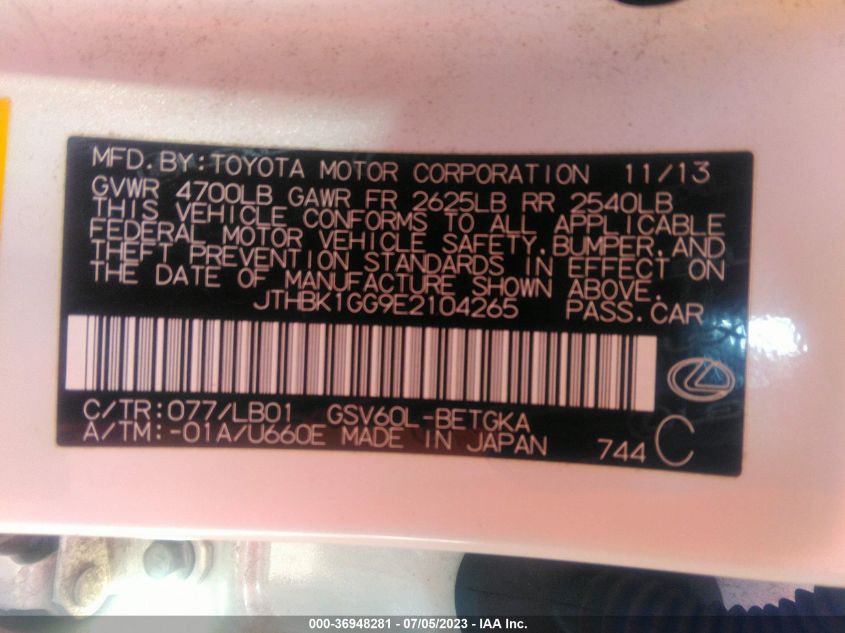 MFD. BY: TOYOTA MOTOR CORPORATION 11/13
GVWR 4700LB GAWR FR 2625LB RR 2540LB
THIS VEHICLE CONFORMS TO ALL APPLICABLE
FEDERAL MOTOR VEHICLE SAFETY, BUMPER, AND
THEFT PREVENTION STANDARDS IN EFFECT ON
THE DATE OF MANUFACTURE SHOWN ABOVE.
JTHBK1GG9E2104265 PASS. CAR
C/TR: 077/LB01 GSV60L-BETGKA
A/TM: -01A/U660E MADE IN JAPAN 744 C
000-36948281 - 07/05/2023 - IAA Inc.